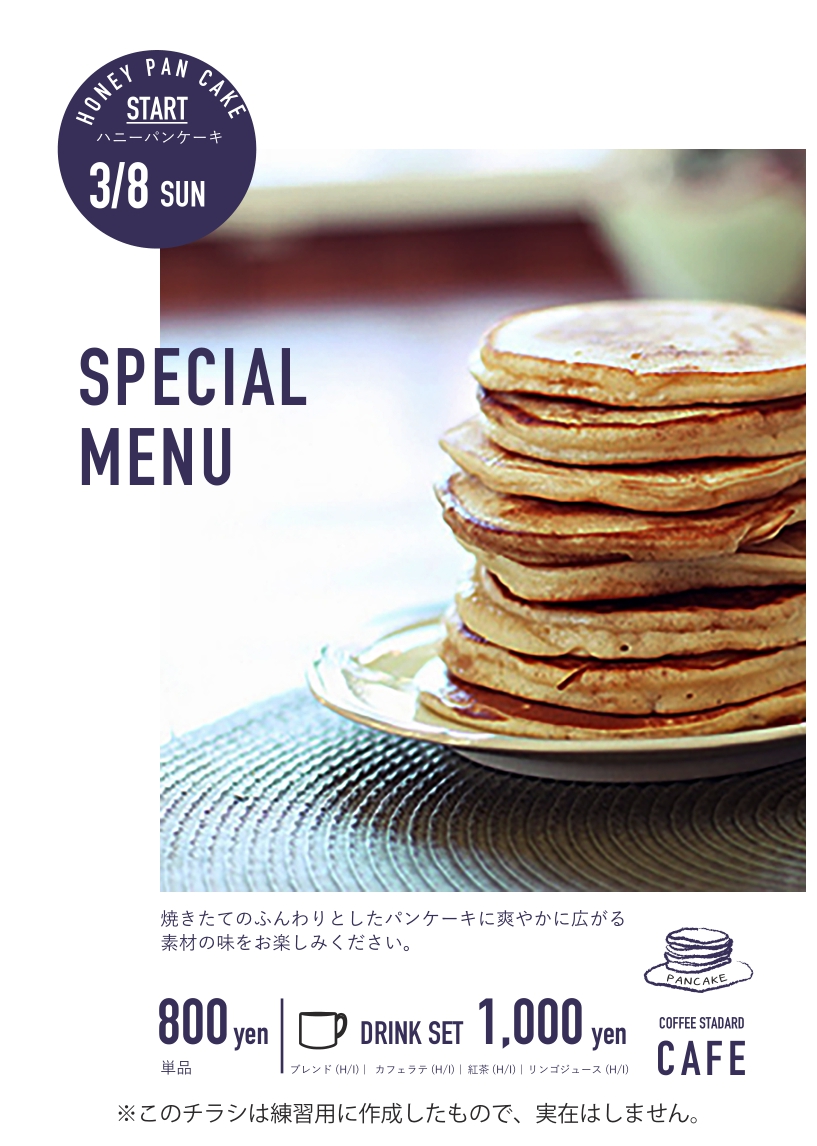 HONEY PAN CAKE
START
ハニーパンケーキ
3/8 SUN
SPECIAL
MENU
焼きたてのふんわりとしたパンケーキに爽やかに広がる
素材の味をお楽しみください。
PANCAKE
800 yen
単品
DRINK SET 1,000 yen
ブレンド (H/I) | カフェラテ (H/I) | 紅茶 (H/I) | リンゴジュース (H/I)
COFFEE STADARD
CAFE
※このチラシは練習用に作成したもので、実在はしません。